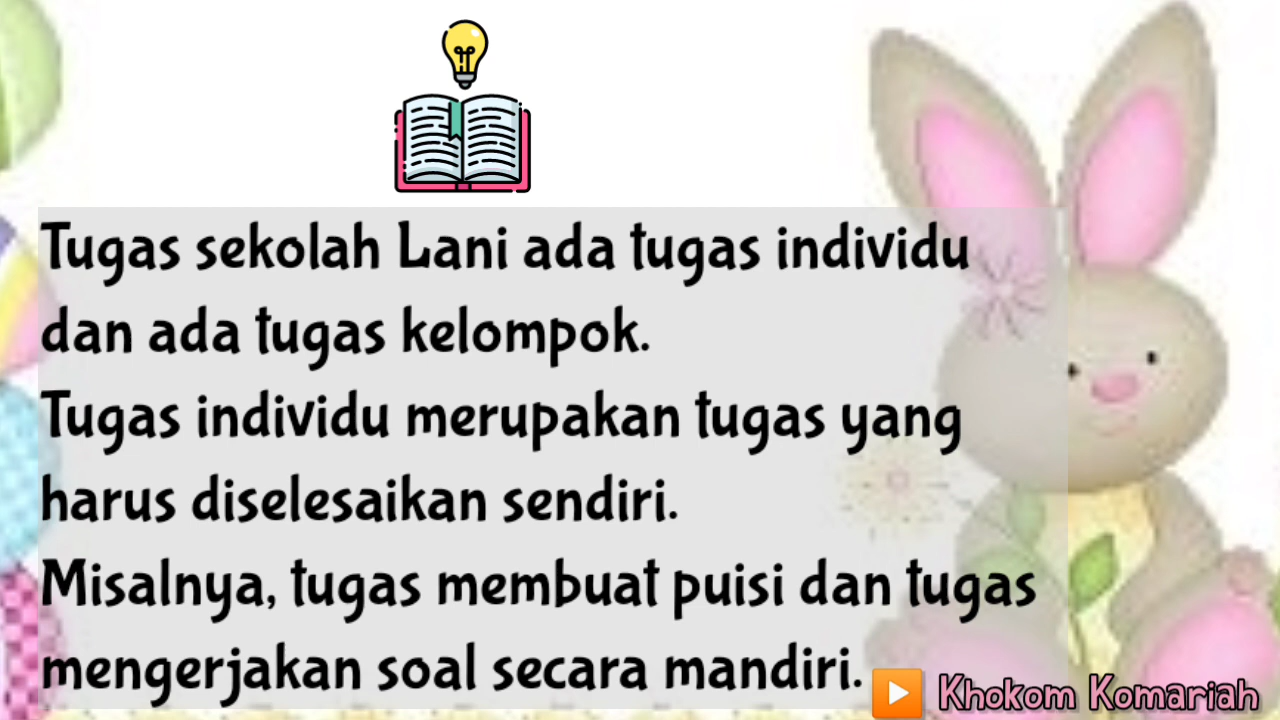 Tugas sekolah Lani ada tugas individu
dan ada tugas kelompok.
Tugas individu merupakan tugas yang
harus diselesaikan sendiri.
Misalnya, tugas membuat puisi dan tugas
mengerjakan soal secara mandiri.
Khokom Komariah